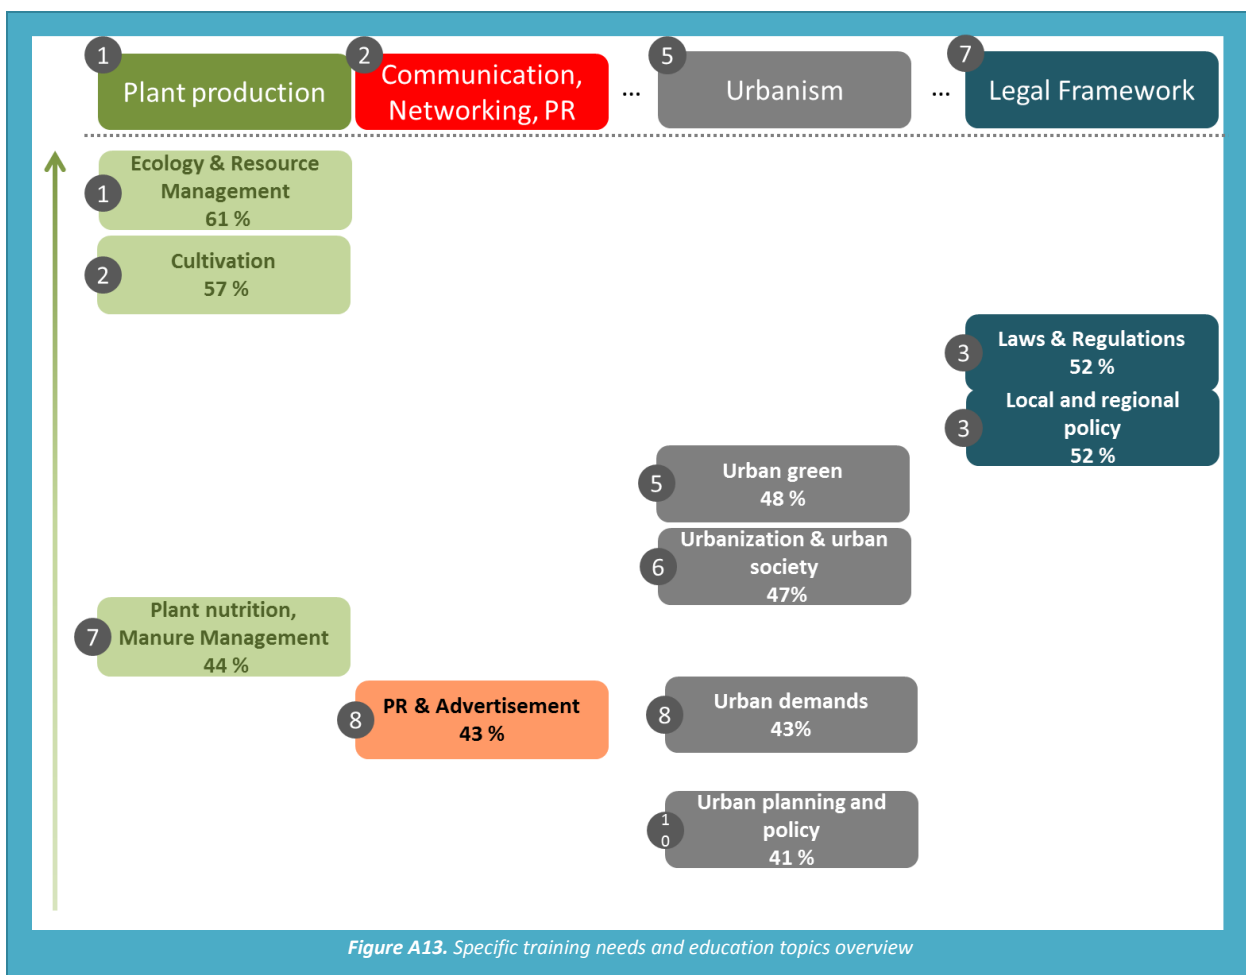 1
Plant production
2
Communication,
Networking, PR
...
5
Urbanism
...
7
Legal Framework
1
Ecology & Resource
Management
61 %
2
Cultivation
57 %
3
Laws & Regulations
52 %
3
Local and regional
policy
52 %
5
Urban green
48 %
6
Urbanization & urban
society
47%
7
Plant nutrition,
Manure Management
44 %
8
PR & Advertisement
43 %
8
Urban demands
43%
10
Urban planning and
policy
41 %
Figure A13. Specific training needs and education topics overview